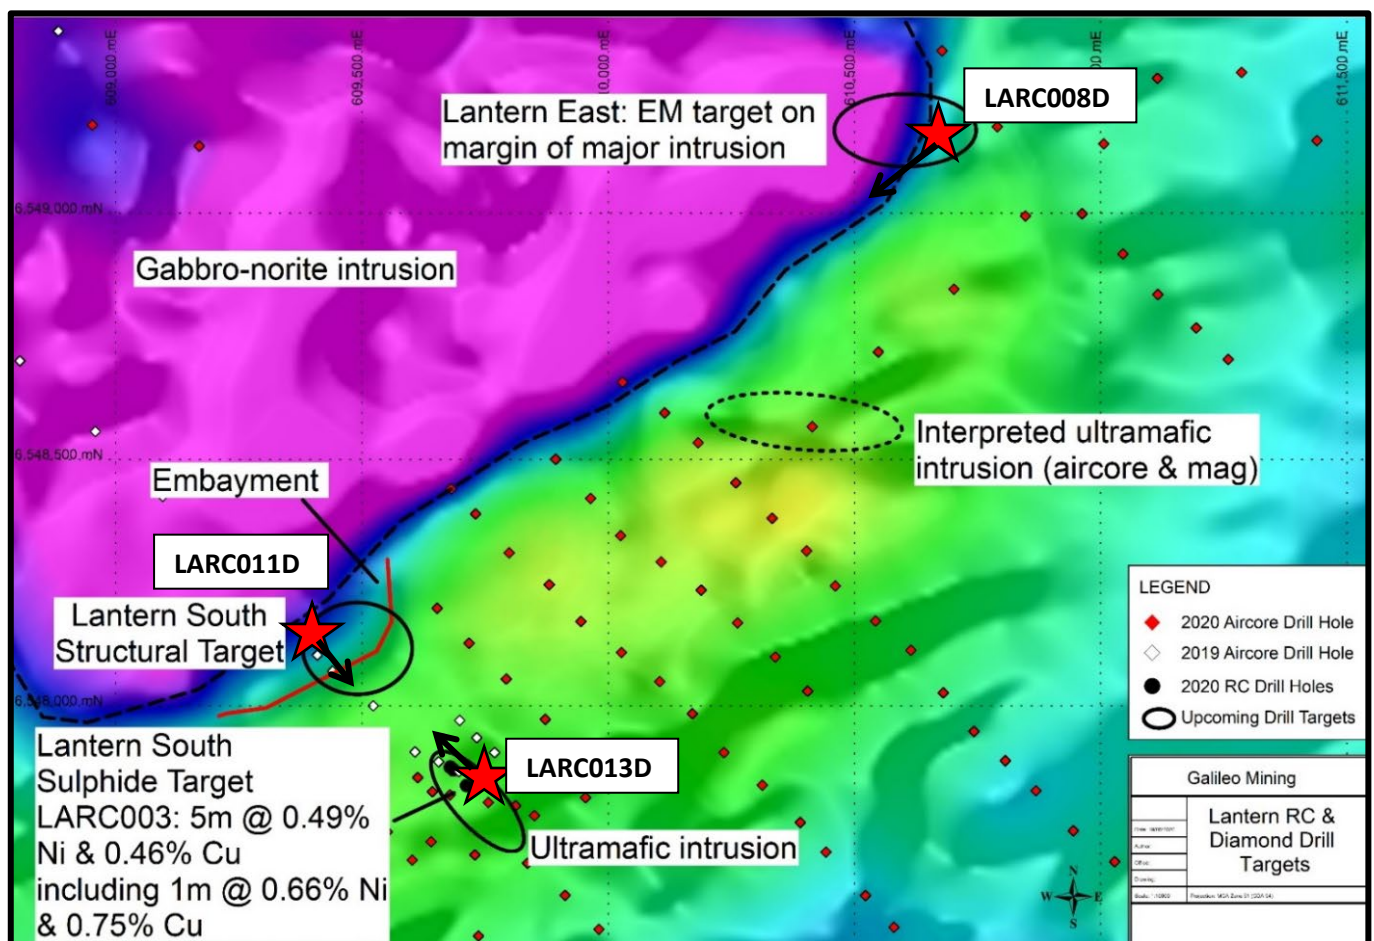 609,000 mE
609,500 mE
610,500 mE
611,500 mE
LARC008D
Lantern East: EM target on
margin of major intrusion
6,549,000 mN
Gabbro-norite intrusion
Interpreted ultramafic
intrusion (aircore & mag)
6,548,500 mN
Embayment
LARC011D
Lantern South
Structural Target
6,548,000 mN
Lantern South
Sulphide Target
LARC003: 5m @ 0.49%
Ni & 0.46% Cu
including 1m @ 0.66% Ni
& 0.75% Cu
LARC013D
Ultramafic intrusion
LEGEND
2020 Aircore Drill Hole
2019 Aircore Drill Hole
2020 RC Drill Holes
Upcoming Drill Targets
Galileo Mining
Lantern RC &
Diamond Drill
Targets
N
W E
S